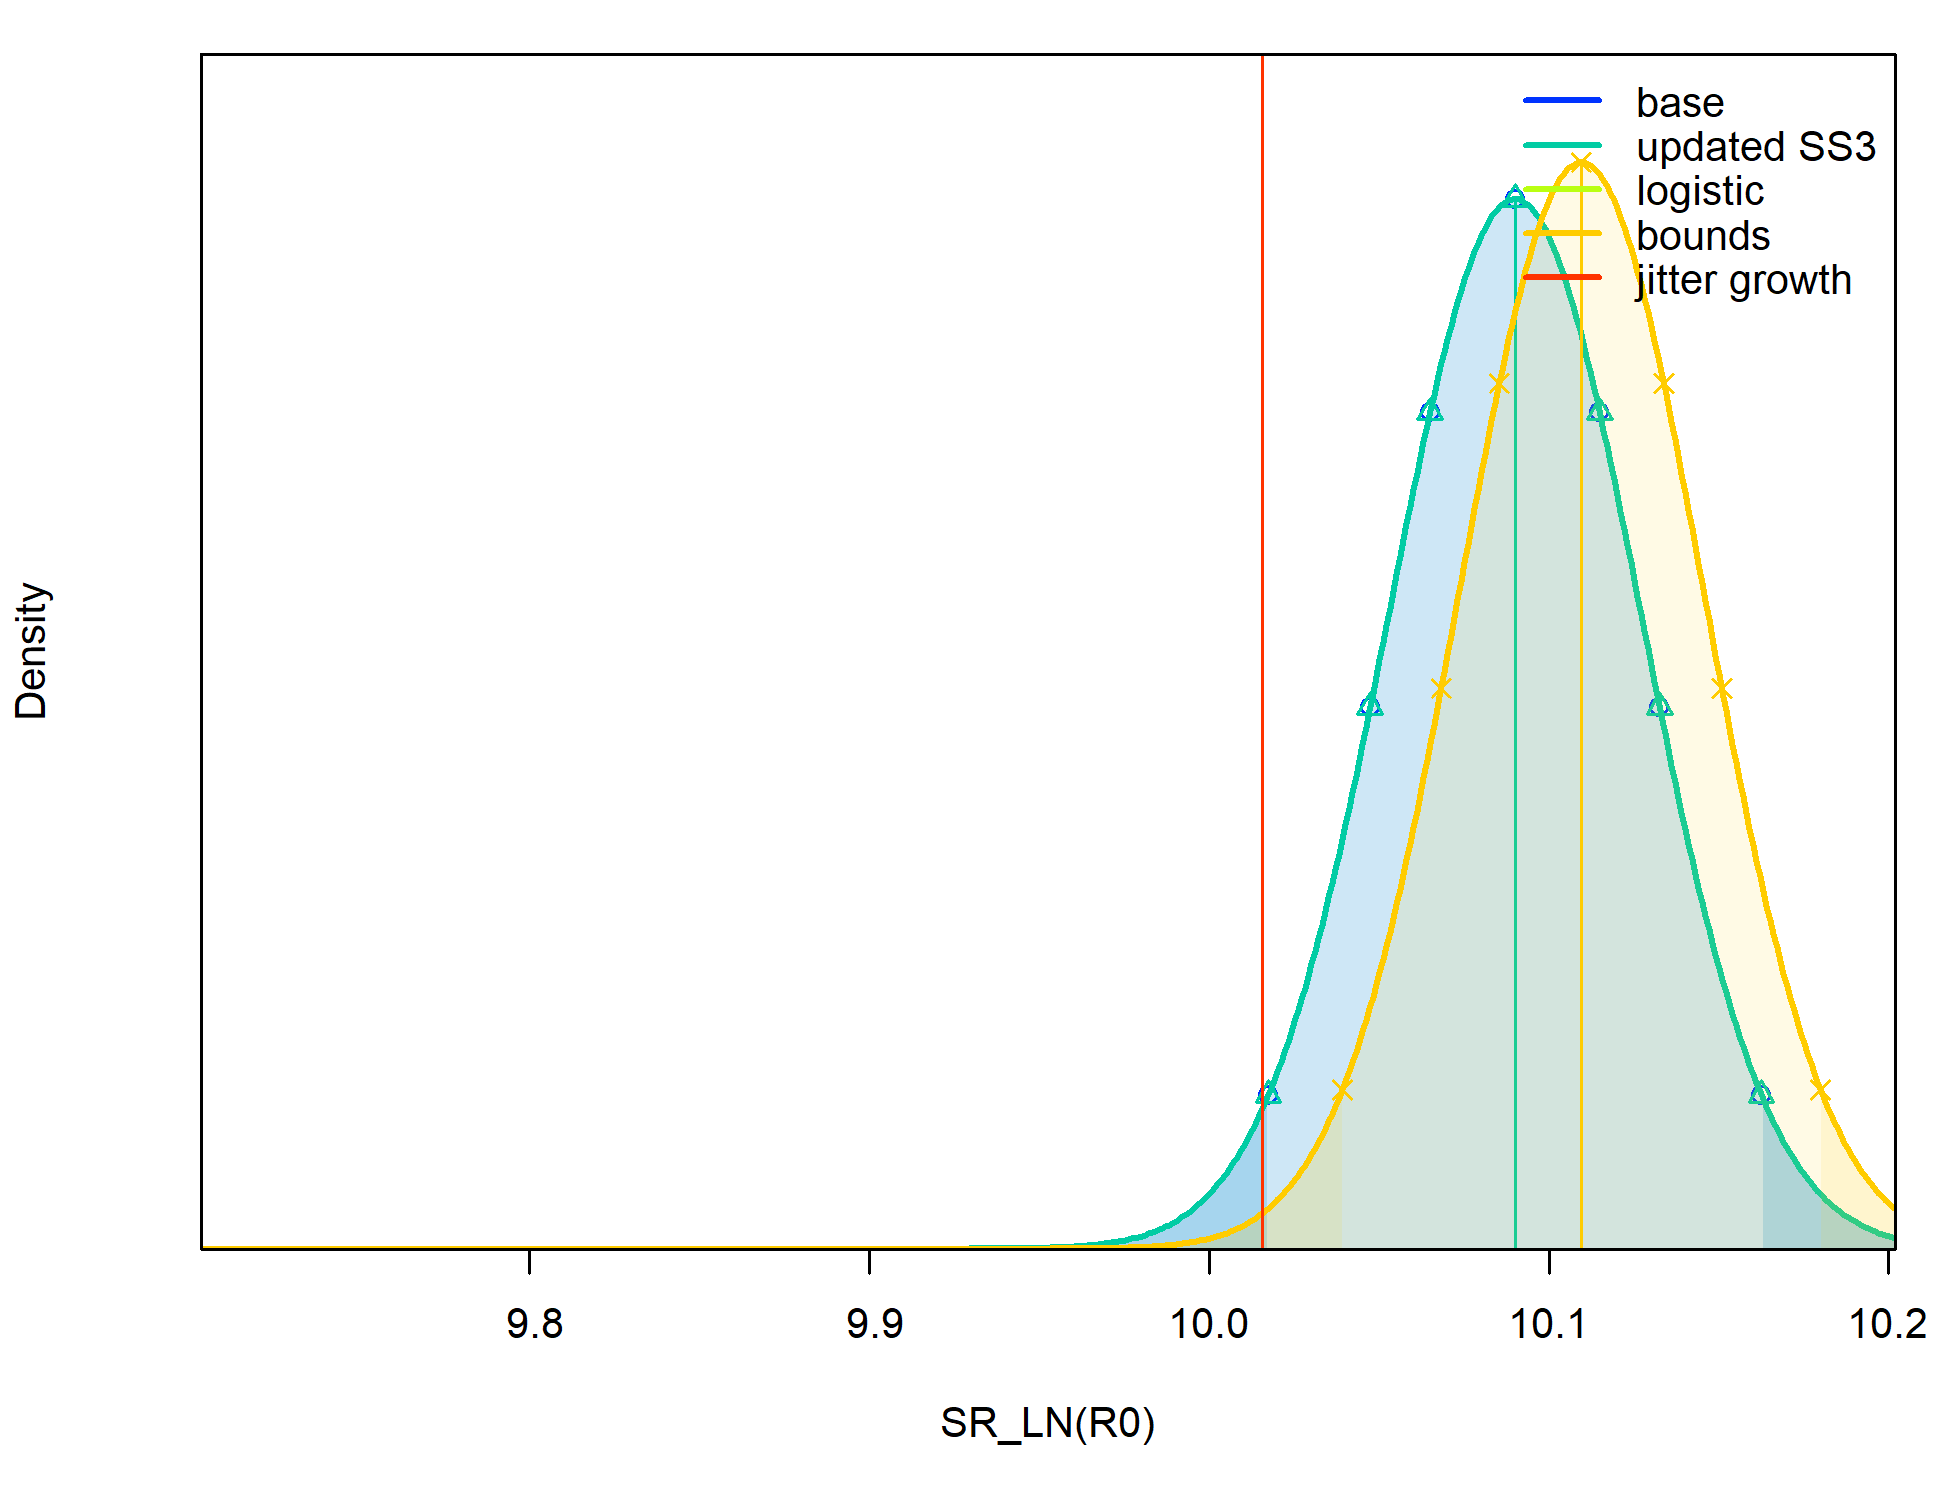 base
updated SS3
logistic
bounds
jitter growth
Density
9.8 9.9 10.0 10.1 10.2
SR_LN(R0)